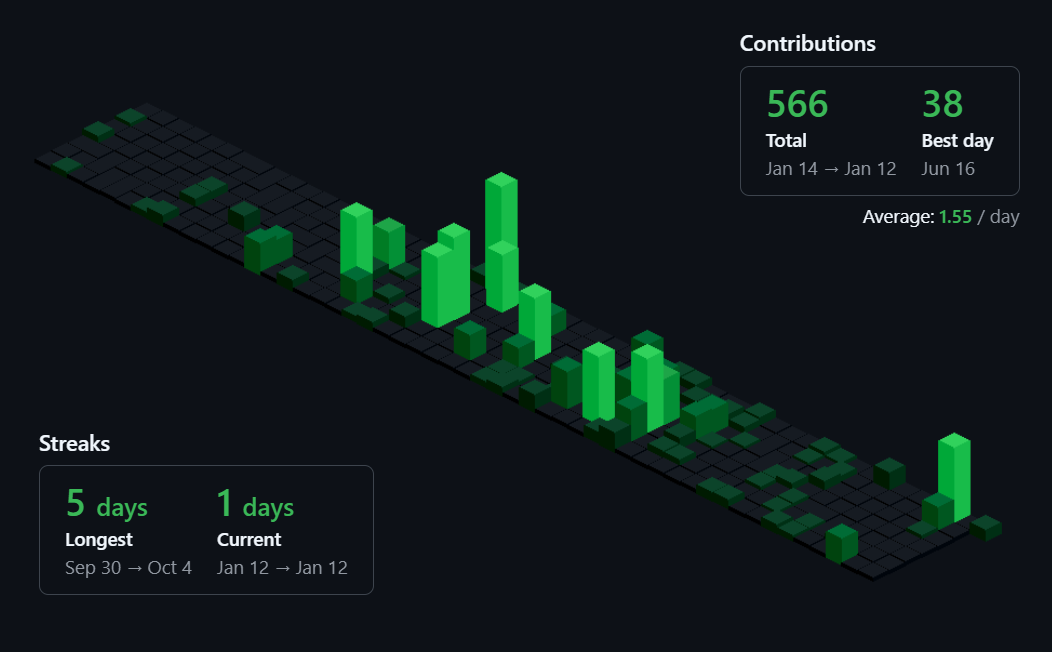 Contributions
566 38
Total Best day
Jan 14 → Jan 12 Jun 16
Average: 1.55 / day
Streaks
5 days 1 days
Longest Current
Sep 30 → Oct 4 Jan 12 → Jan 12